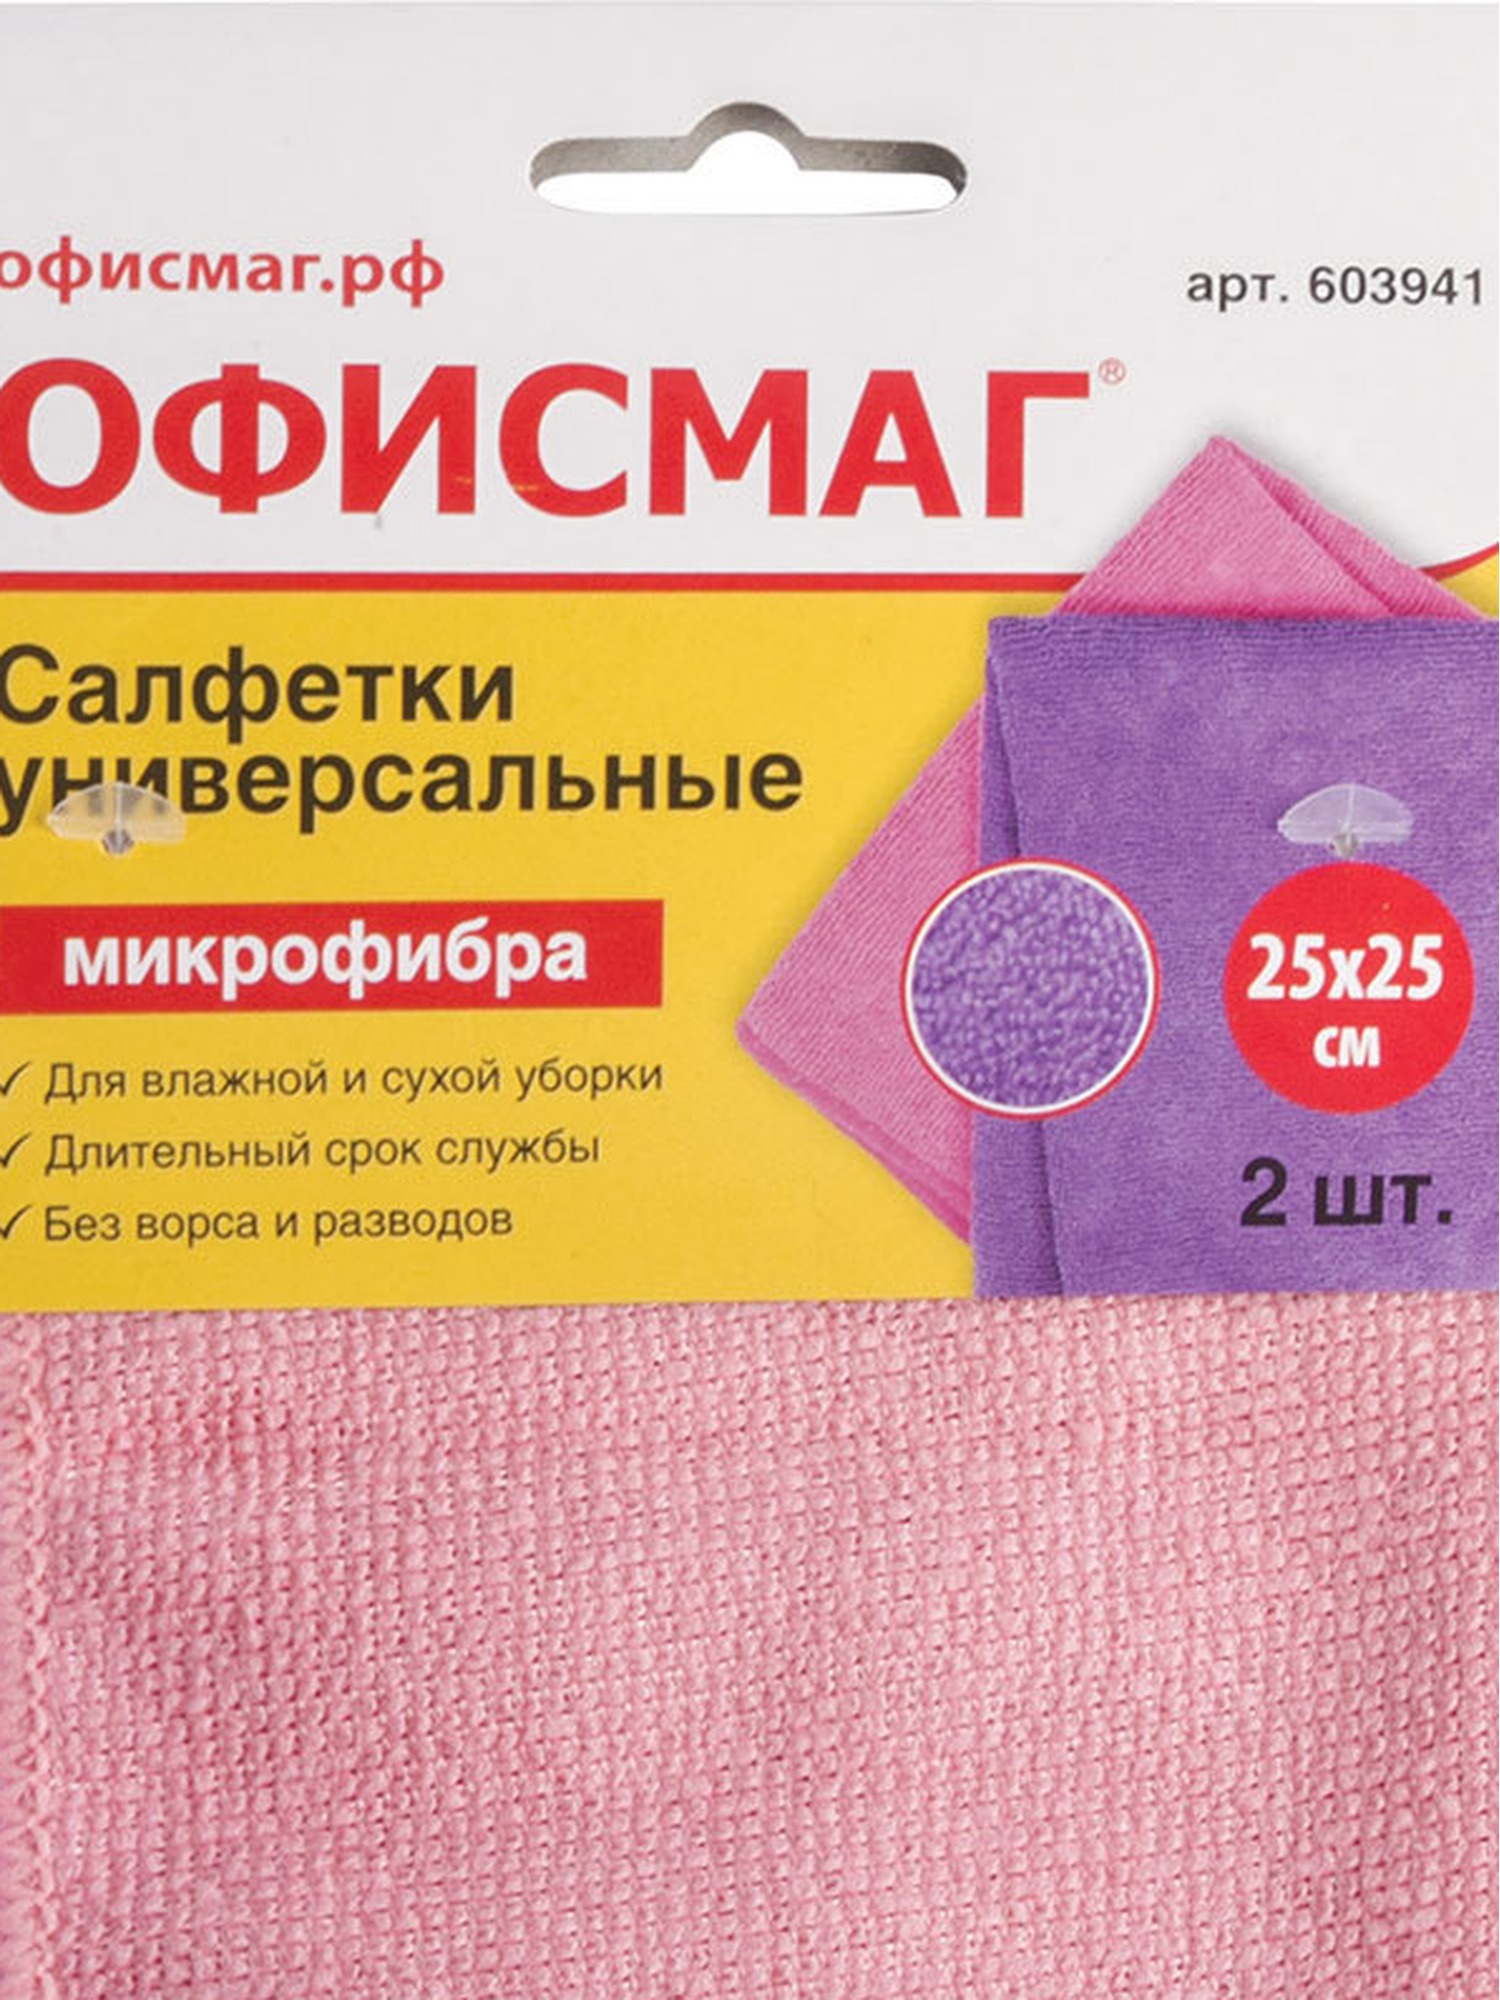 офисмаг.рф
арт. 603941
ОФИСМАГ®
Салфетки
универсальные
микрофибра
✓ Для влажной и сухой уборки
✓ Длительный срок службы
✓ Без ворса и разводов
25х25
см
2 шт.